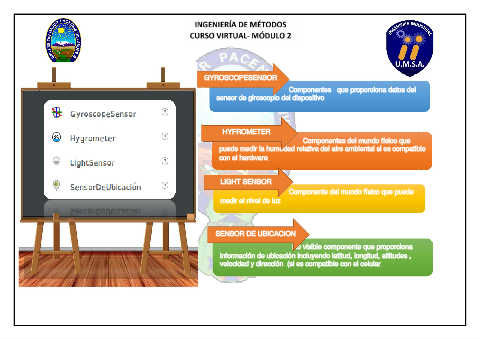 INGENIERÍA DE MÉTODOS
CURSO VIRTUAL- MÓDULO 2
U.M.S.A.
GyroscopeSensor
Hygrometer
LightSensor
SensorDeUbicación
GYROSCOPESENSOR
Componentes que proporciona datos del
sensor de giroscopio del dispositivo
HYFROMETER
Componentes del mundo físico que
puede medir la humedad relativa del aire ambiental si es compatible
con el hardware
LIGHT SENSOR
Componente del mundo físico que puede
medir el nivel de luz
SENSOR DE UBICACION
visible componente que proporciona
información de ubicación incluyendo latitud, longitud, altitudes ,
velocidad y dirección (si es compatible con el celular